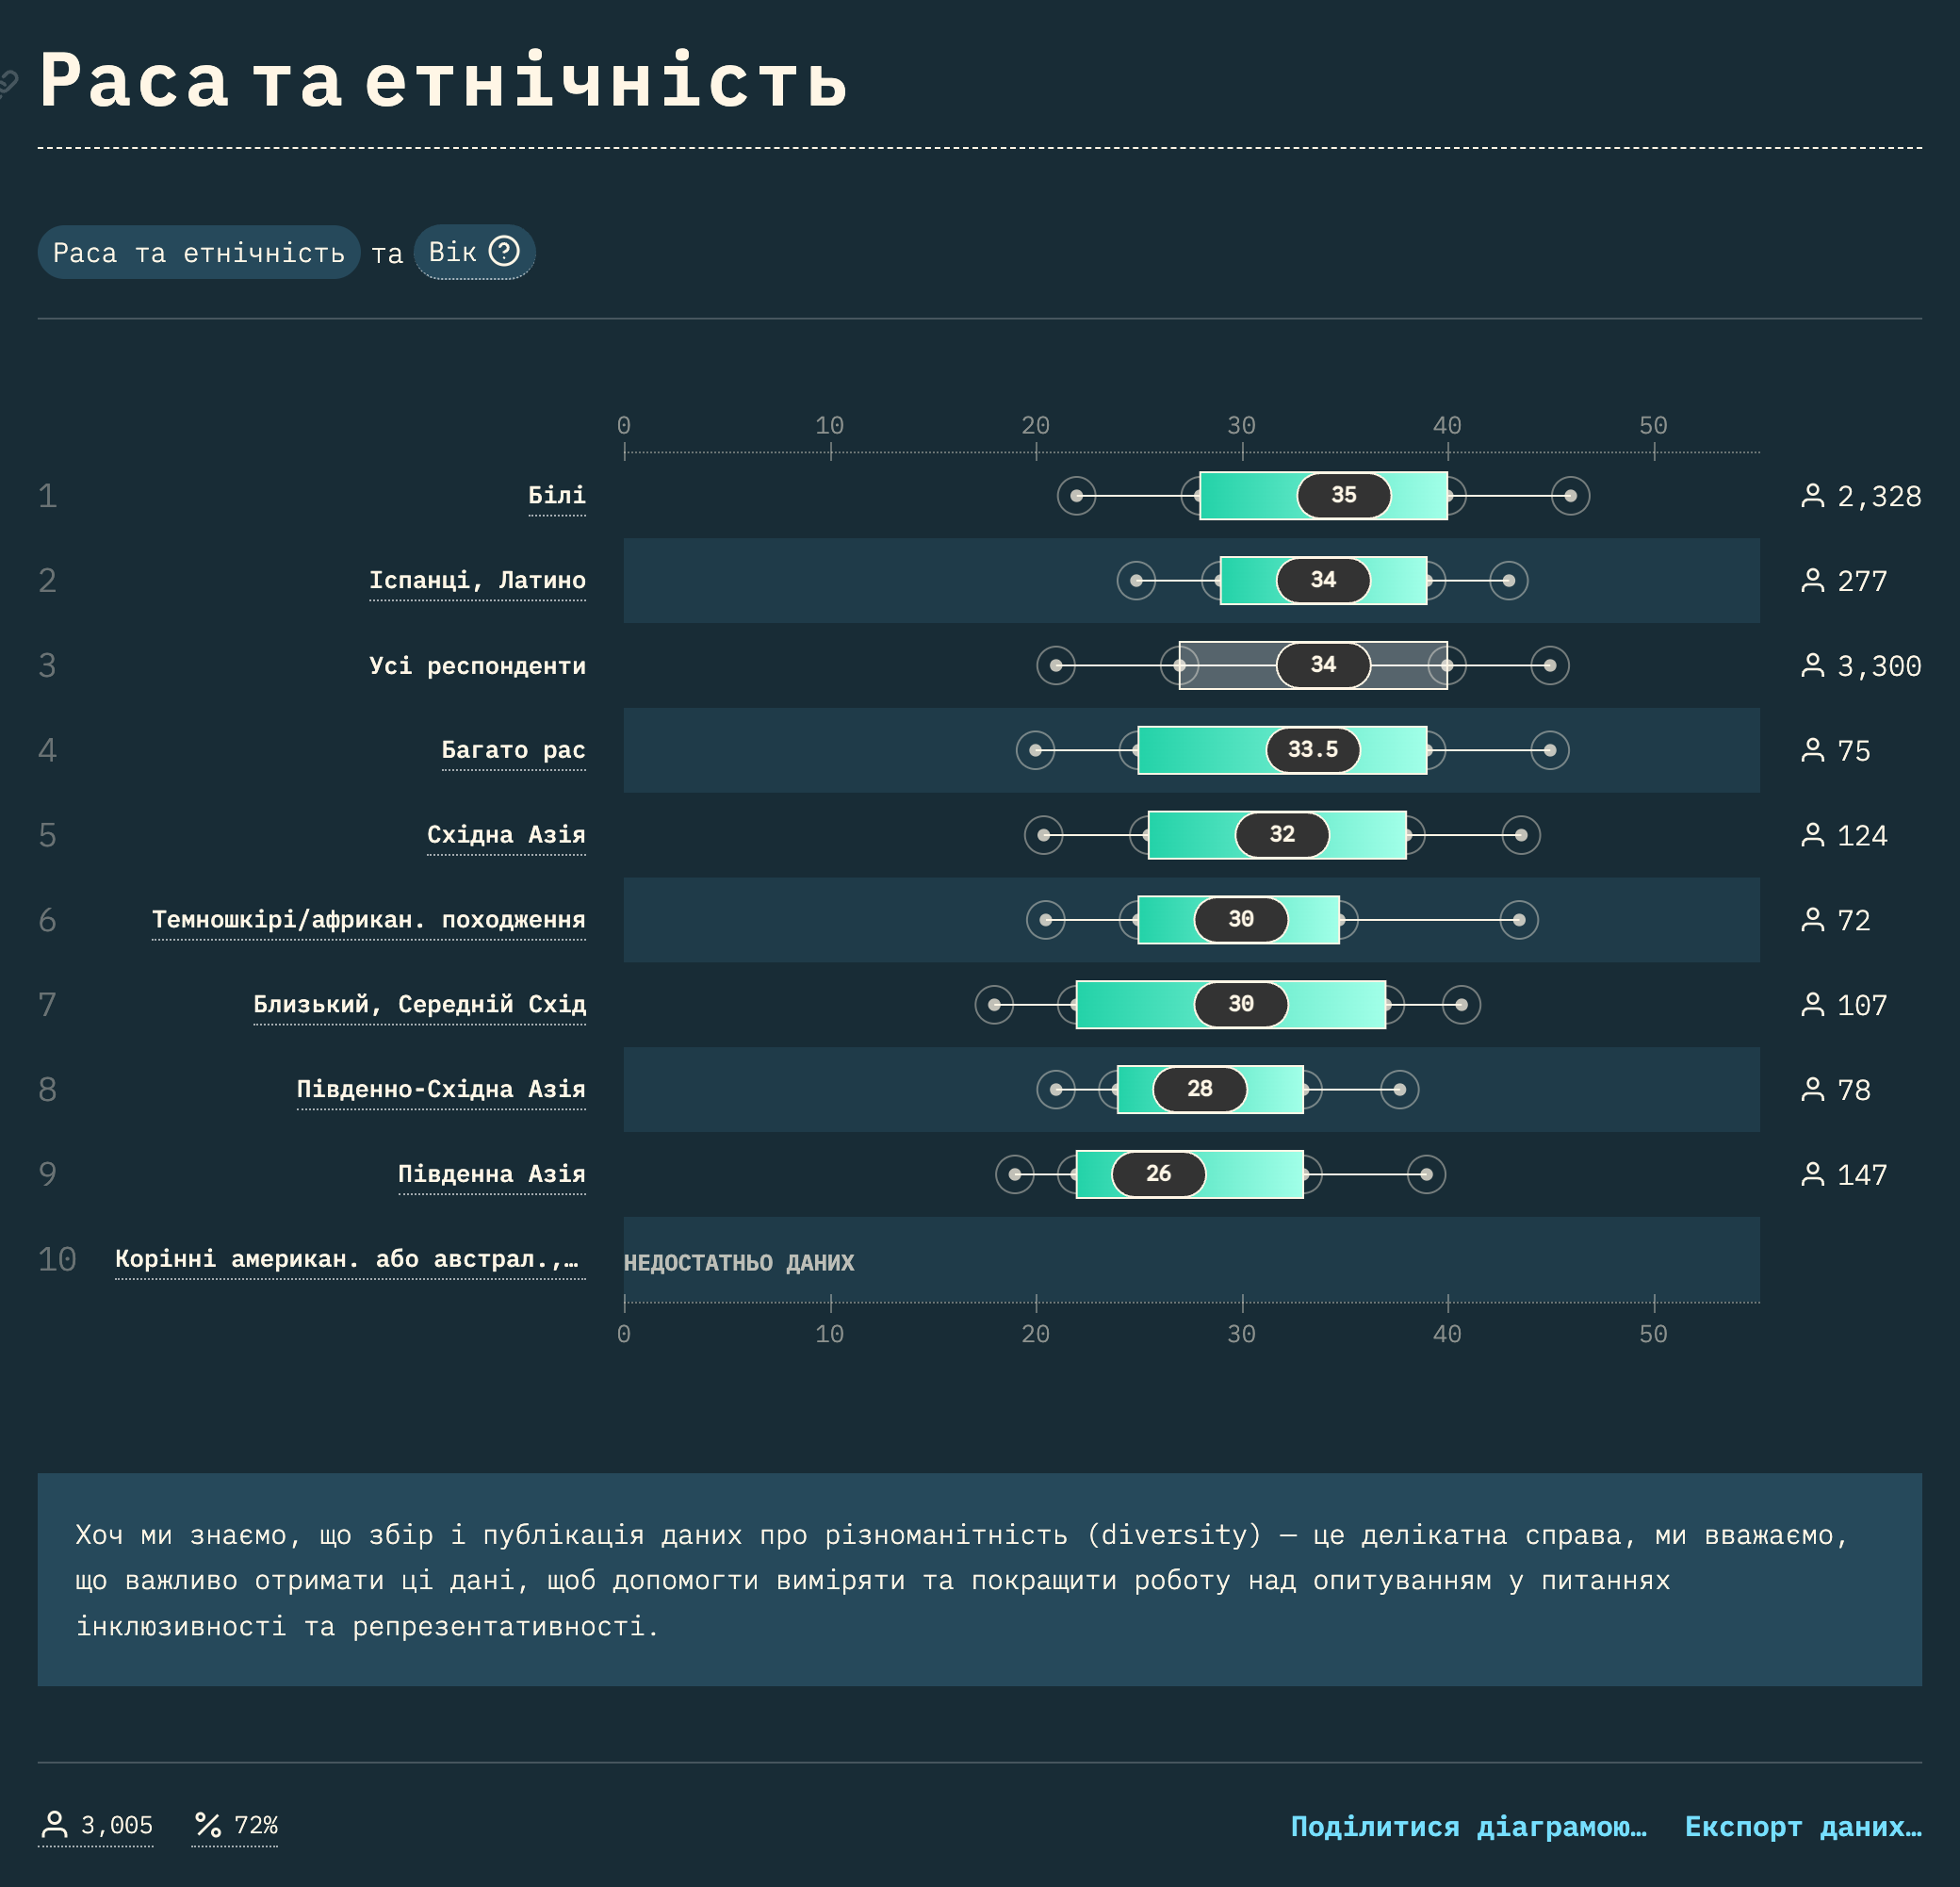 Раса та етнічність
Раса та етнічність та Вік ?
0 10 20 30 40 50
1 Білі 35 2,328
2 Іспанці, Латино 34 277
3 Усі респонденти 34 3,300
4 Багато рас 33.5 75
5 Східна Азія 32 124
6 Темношкірі/африкан. походження 30 72
7 Близький, Середній Схід 30 107
8 Південно-Східна Азія 28 78
9 Південна Азія 26 147
10 Корінні американ. або австрал.,… НЕДОСТАТНЬО ДАНИХ
0 10 20 30 40 50
Хоч ми знаємо, що збір і публікація даних про різноманітність (diversity) — це делікатна справа, ми вважаємо,
що важливо отримати ці дані, щоб допомогти виміряти та покращити роботу над опитуванням у питаннях
інклюзивності та репрезентативності.
3,005 72% Поділитися діаграмою… Експорт даних…